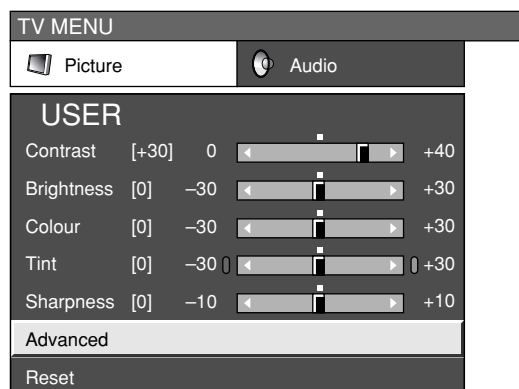 TV MENU
Picture Audio
USER
Contrast [+30] 0 +40
Brightness [0] –30 +30
Colour [0] –30 +30
Tint [0] –30 +30
Sharpness [0] –10 +10
Advanced
Reset